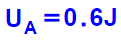 U_A = 0.6J